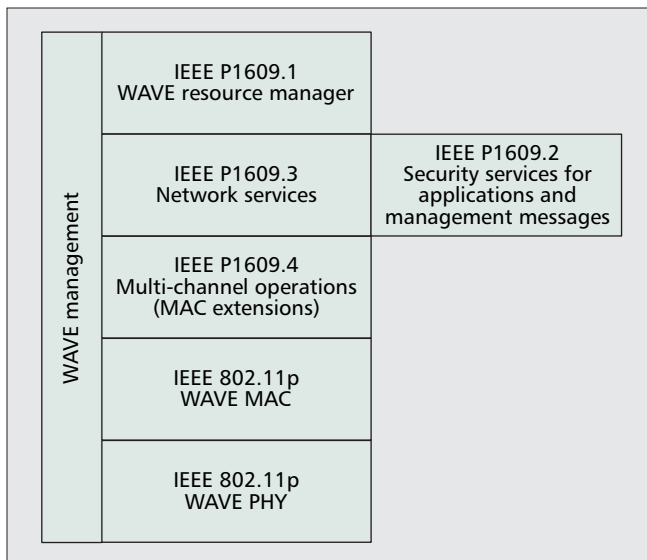 WAVE management
IEEE P1609.1
WAVE resource manager
IEEE P1609.3
Network services
IEEE P1609.2
Security services for
applications and
management messages
IEEE P1609.4
Multi-channel operations
(MAC extensions)
IEEE 802.11p
WAVE MAC
IEEE 802.11p
WAVE PHY